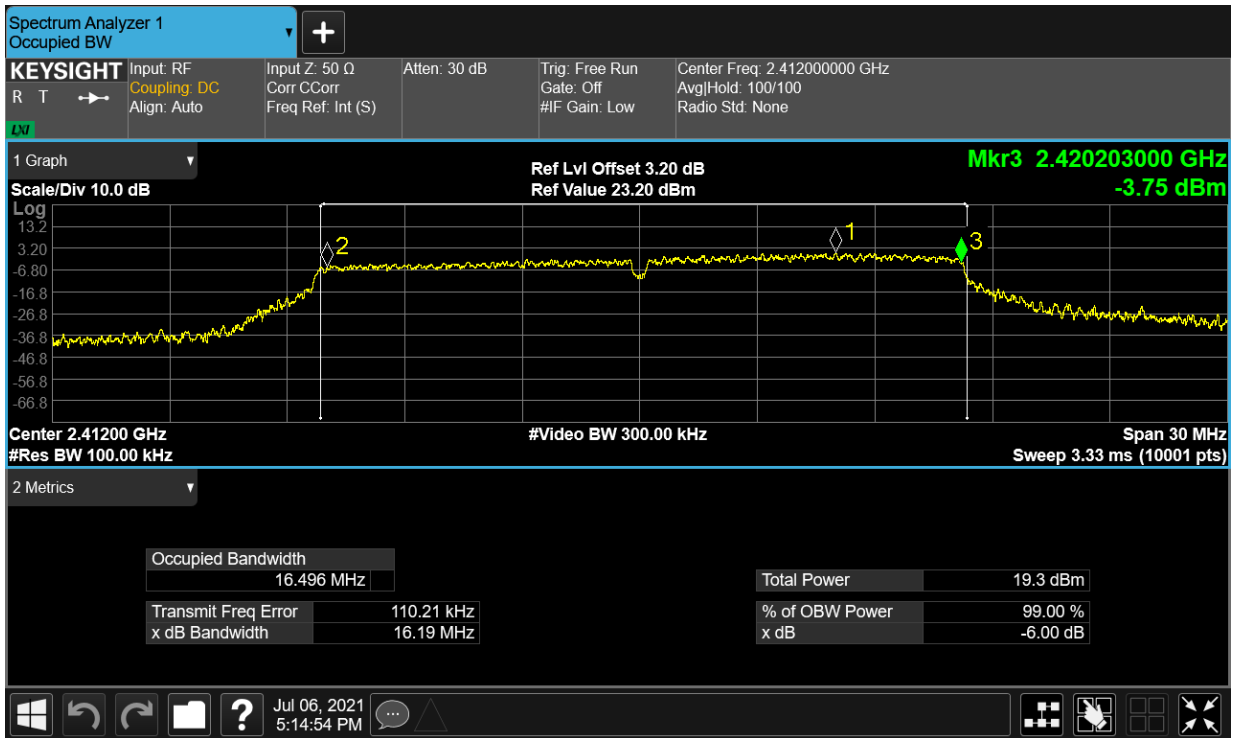 Spectrum Analyzer 1
Occupied BW
+
KEYSIGHT
R T
LXI
Input: RF
Coupling: DC
Align: Auto
Input Z: 50 Ω
Corr CCorr
Freq Ref: Int (S)
Atten: 30 dB
Trig: Free Run
Gate: Off
#IF Gain: Low
Center Freq: 2.412000000 GHz
Avg|Hold: 100/100
Radio Std: None
1 Graph
Scale/Div 10.0 dB
Ref Lvl Offset 3.20 dB
Ref Value 23.20 dBm
Mkr3 2.420203000 GHz
-3.75 dBm
Log
13.2
3.20
-6.80
-16.8
-26.8
-36.8
-46.8
-56.8
-66.8
2
1
3
Center 2.41200 GHz
#Video BW 300.00 kHz
Span 30 MHz
#Res BW 100.00 kHz
Sweep 3.33 ms (10001 pts)
2 Metrics
Occupied Bandwidth
16.496 MHz
Transmit Freq Error 110.21 kHz
x dB Bandwidth 16.19 MHz
Total Power 19.3 dBm
% of OBW Power 99.00 %
x dB -6.00 dB
?
Jul 06, 2021
5:14:54 PM